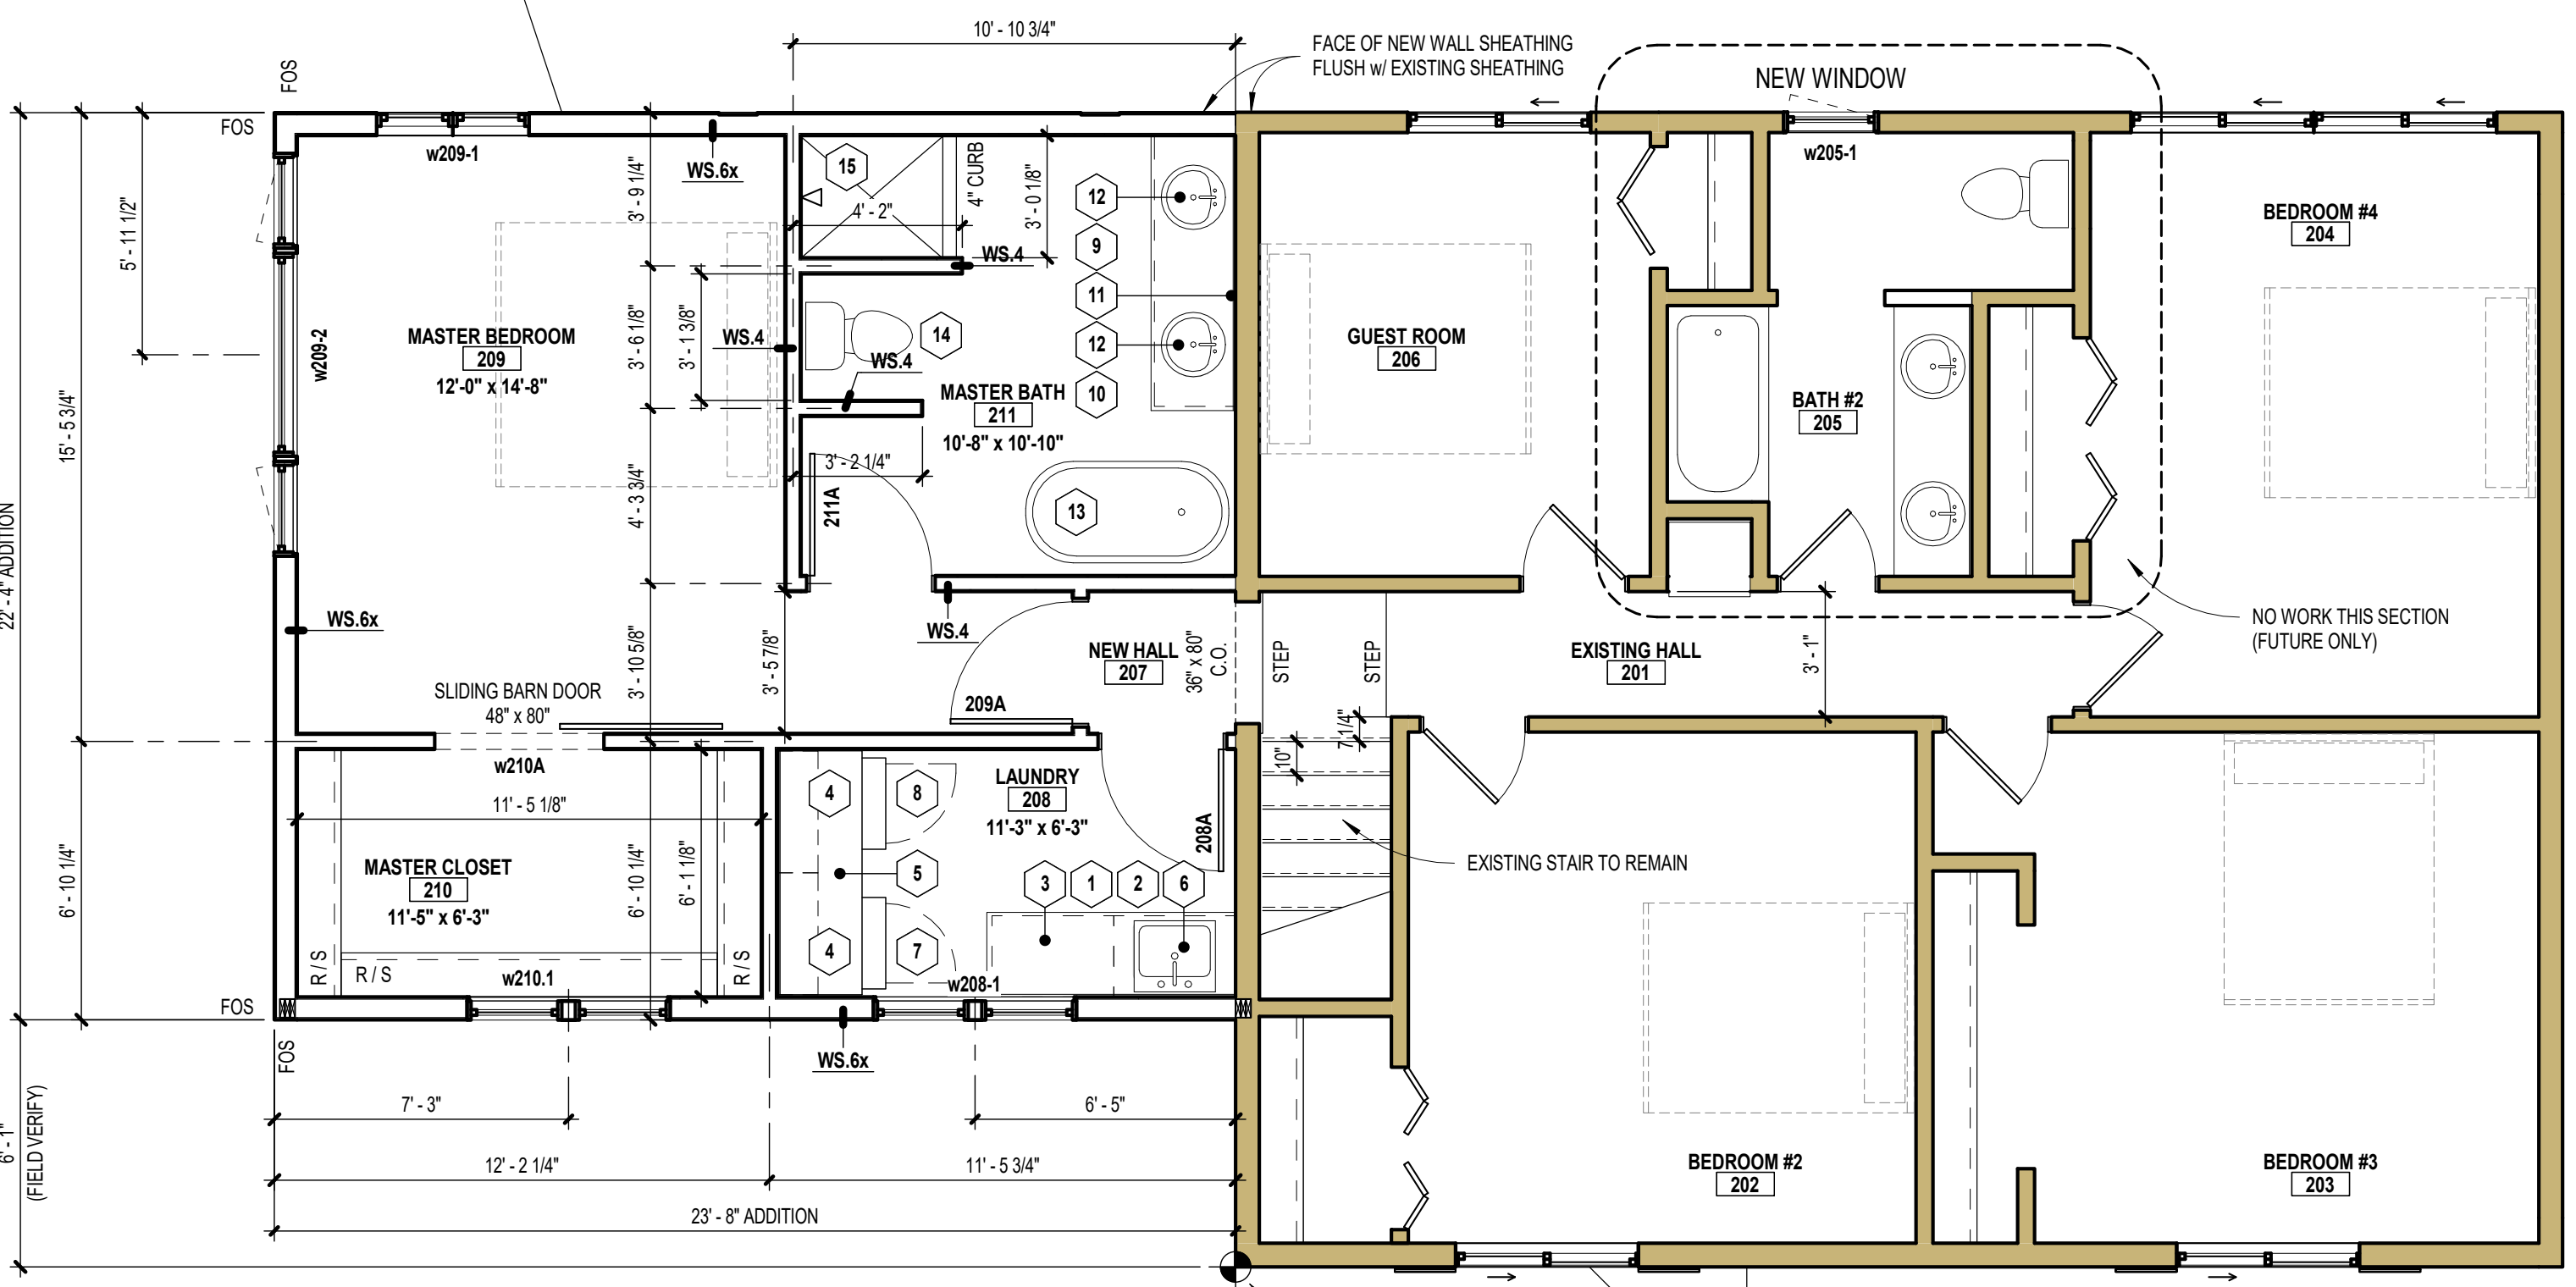 10' - 10 3/4"
FACE OF NEW WALL SHEATHING
FLUSH w/ EXISTING SHEATHING
NEW WINDOW
FOS
FOS
w209-1
WS.6x
15
4" CURB
3' - 0 1/8"
12
w205-1
3' - 9 1/4"
4' - 2"
5' - 11 1/2"
9
WS.4
BEDROOM #4
204
11
w209-2
MASTER BEDROOM
209
12'-0" x 14'-8"
3' - 6 1/8"
3' - 1 3/8"
WS.4
14
WS.4
12
10
MASTER BATH
211
10'-8" x 10'-10"
GUEST ROOM
206
BATH #2
205
15' - 5 3/4"
3' - 2 1/4"
4' - 3 3/4"
211A
13
22' - 4" ADDITION
WS.6x
WS.4
3' - 10 5/8"
3' - 5 7/8"
NEW HALL
207
36" x 80"
C.O.
STEP
STEP
EXISTING HALL
201
3' - 1"
NO WORK THIS SECTION
(FUTURE ONLY)
SLIDING BARN DOOR
48" x 80"
209A
7 1/4"
10"
w210A
11' - 5 1/8"
4
8
LAUNDRY
208
11'-3" x 6'-3"
208A
EXISTING STAIR TO REMAIN
MASTER CLOSET
210
11'-5" x 6'-3"
6' - 10 1/4"
6' - 10 1/4"
6' - 1 1/8"
5
3
1
2
6
4
7
R / S
R / S
R / S
w210.1
w208-1
FOS
FOS
WS.6x
7' - 3"
6' - 5"
6' - 1"
(FIELD VERIFY)
12' - 2 1/4"
11' - 5 3/4"
BEDROOM #2
202
BEDROOM #3
203
23' - 8" ADDITION